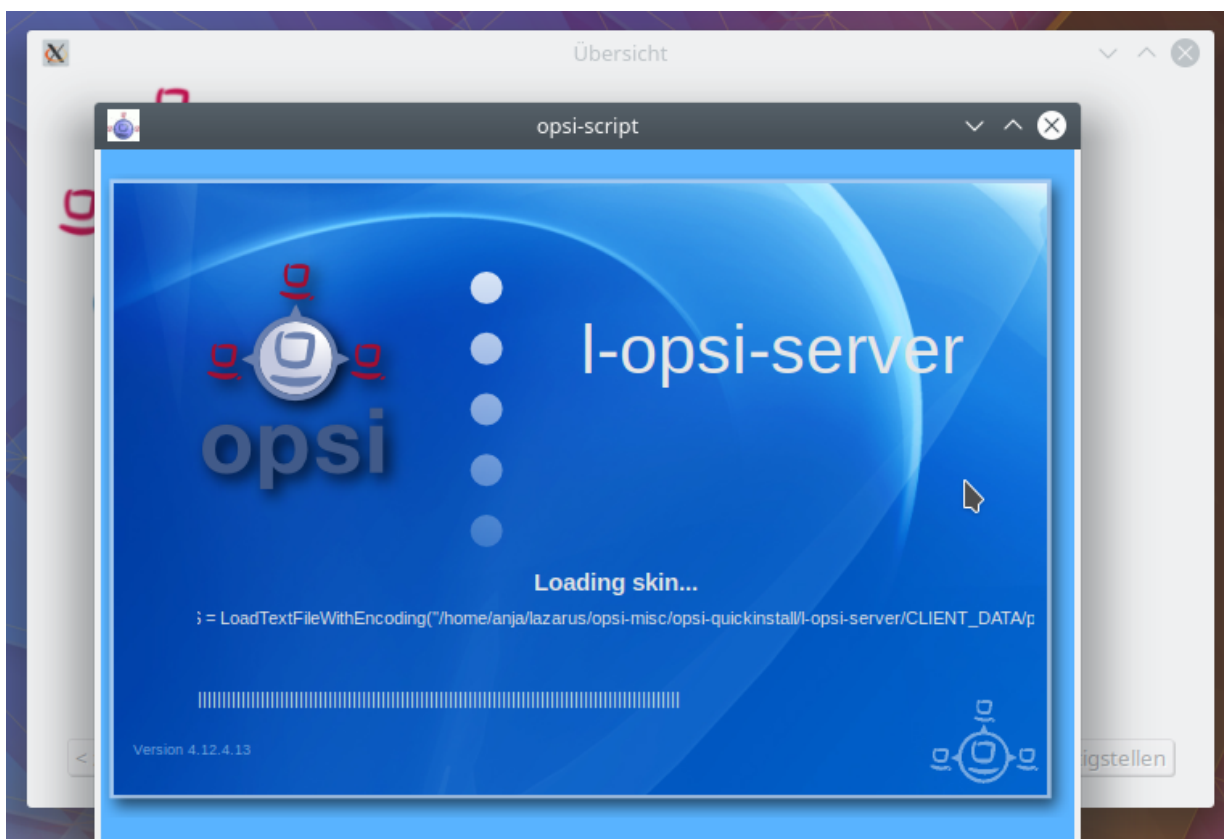 Übersicht
opsi-script
l-opsi-server
opsi
Loading skin...
= LoadTextFileWithEncoding("/home/anja/lazarus/opsi-misc/opsi-quickinstall/l-opsi-server/CLIENT_DATA/p
Version 4.12.4.13
<
igstellen